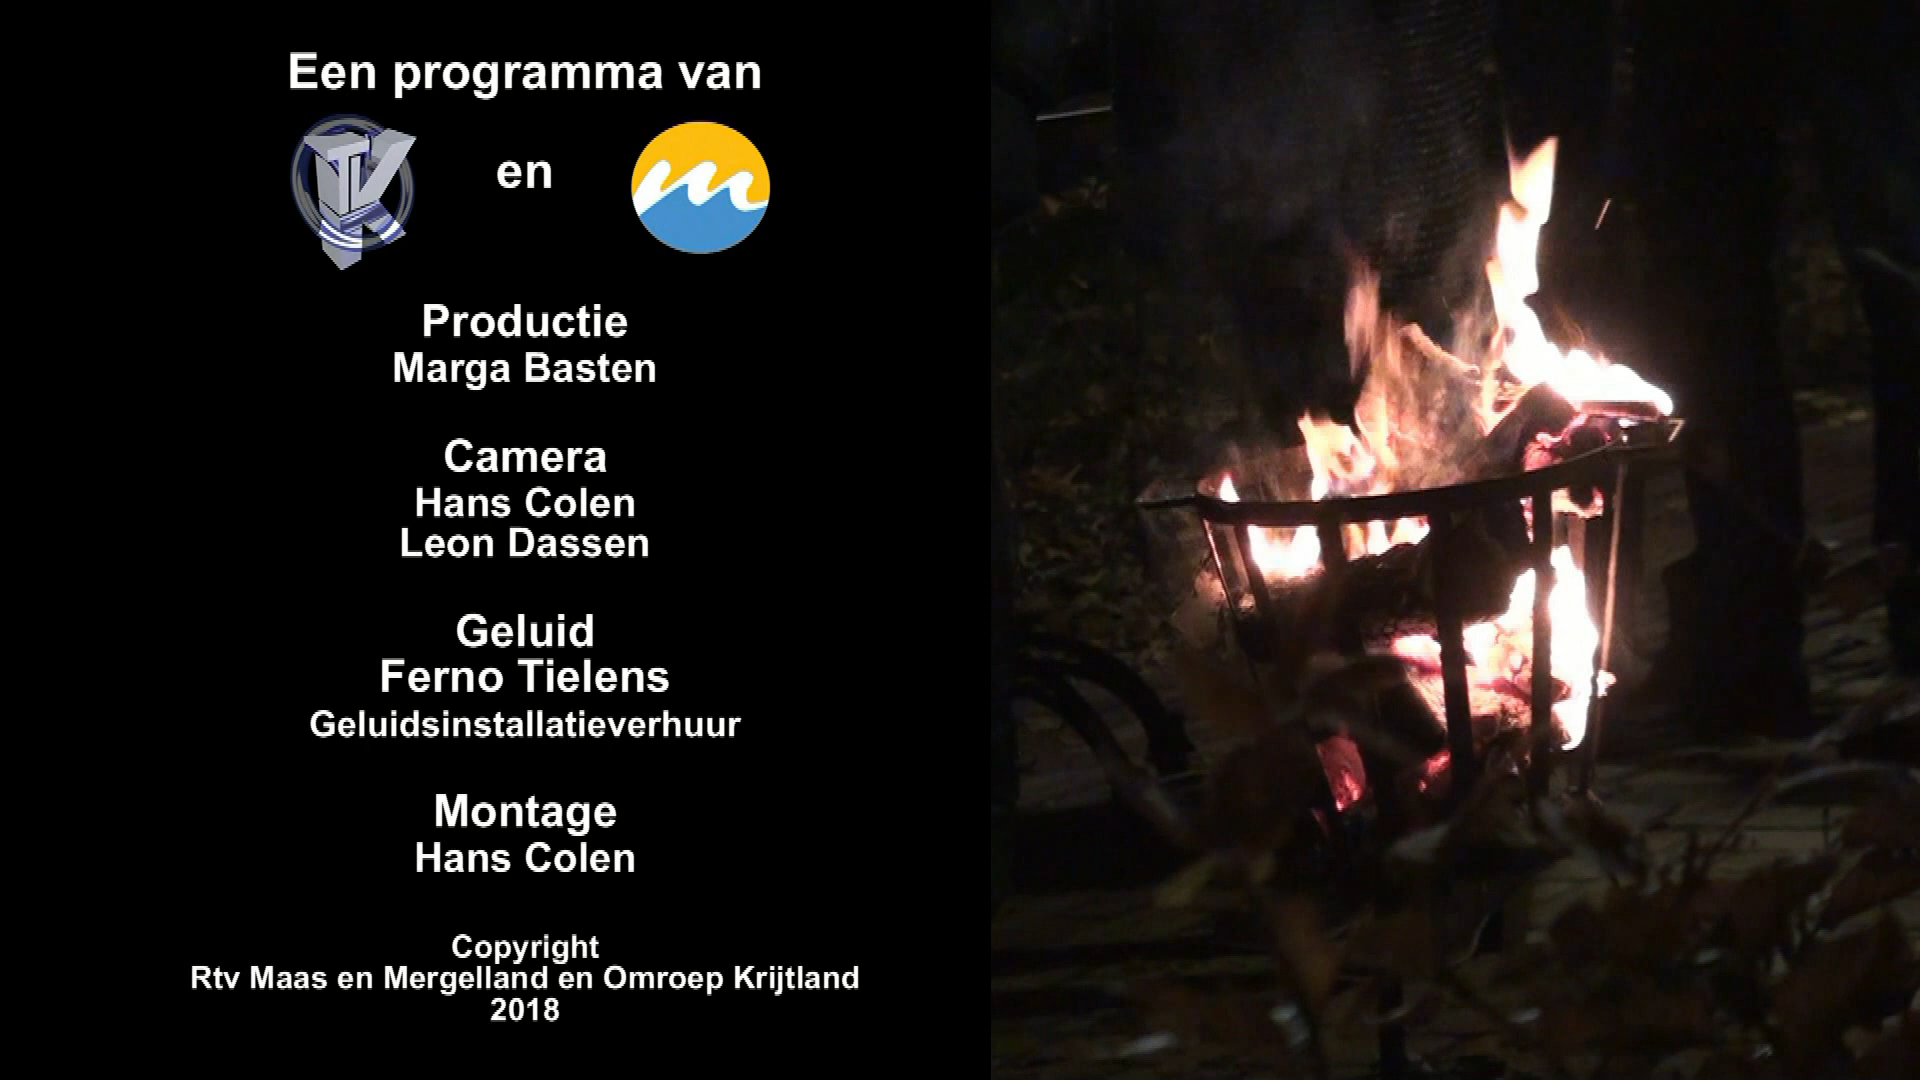 Een programma van
TVK
en
m
Productie
Marga Basten
Camera
Hans Colen
Leon Dassen
Geluid
Ferno Tielens
Geluidsinstallatieverhuur
Montage
Hans Colen
Copyright
Rtv Maas en Mergelland en Omroep Krijtland
2018